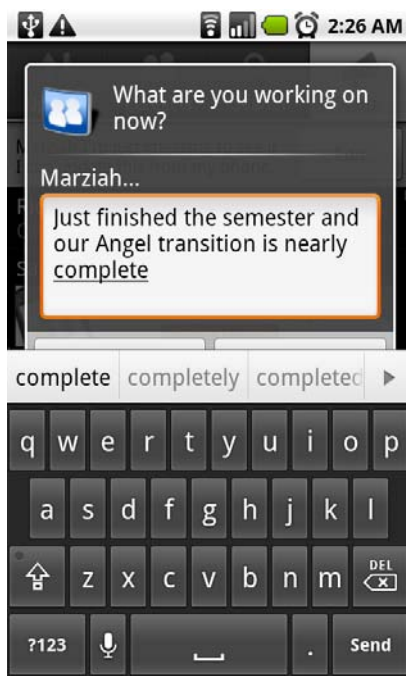 2:26 AM
What are you working on
now?
Marziah...
Just finished the semester and
our Angel transition is nearly
complete
complete completely completed
q w e r t y u i o p
a s d f g h j k l
z x c v b n m DEL
?123 . Send